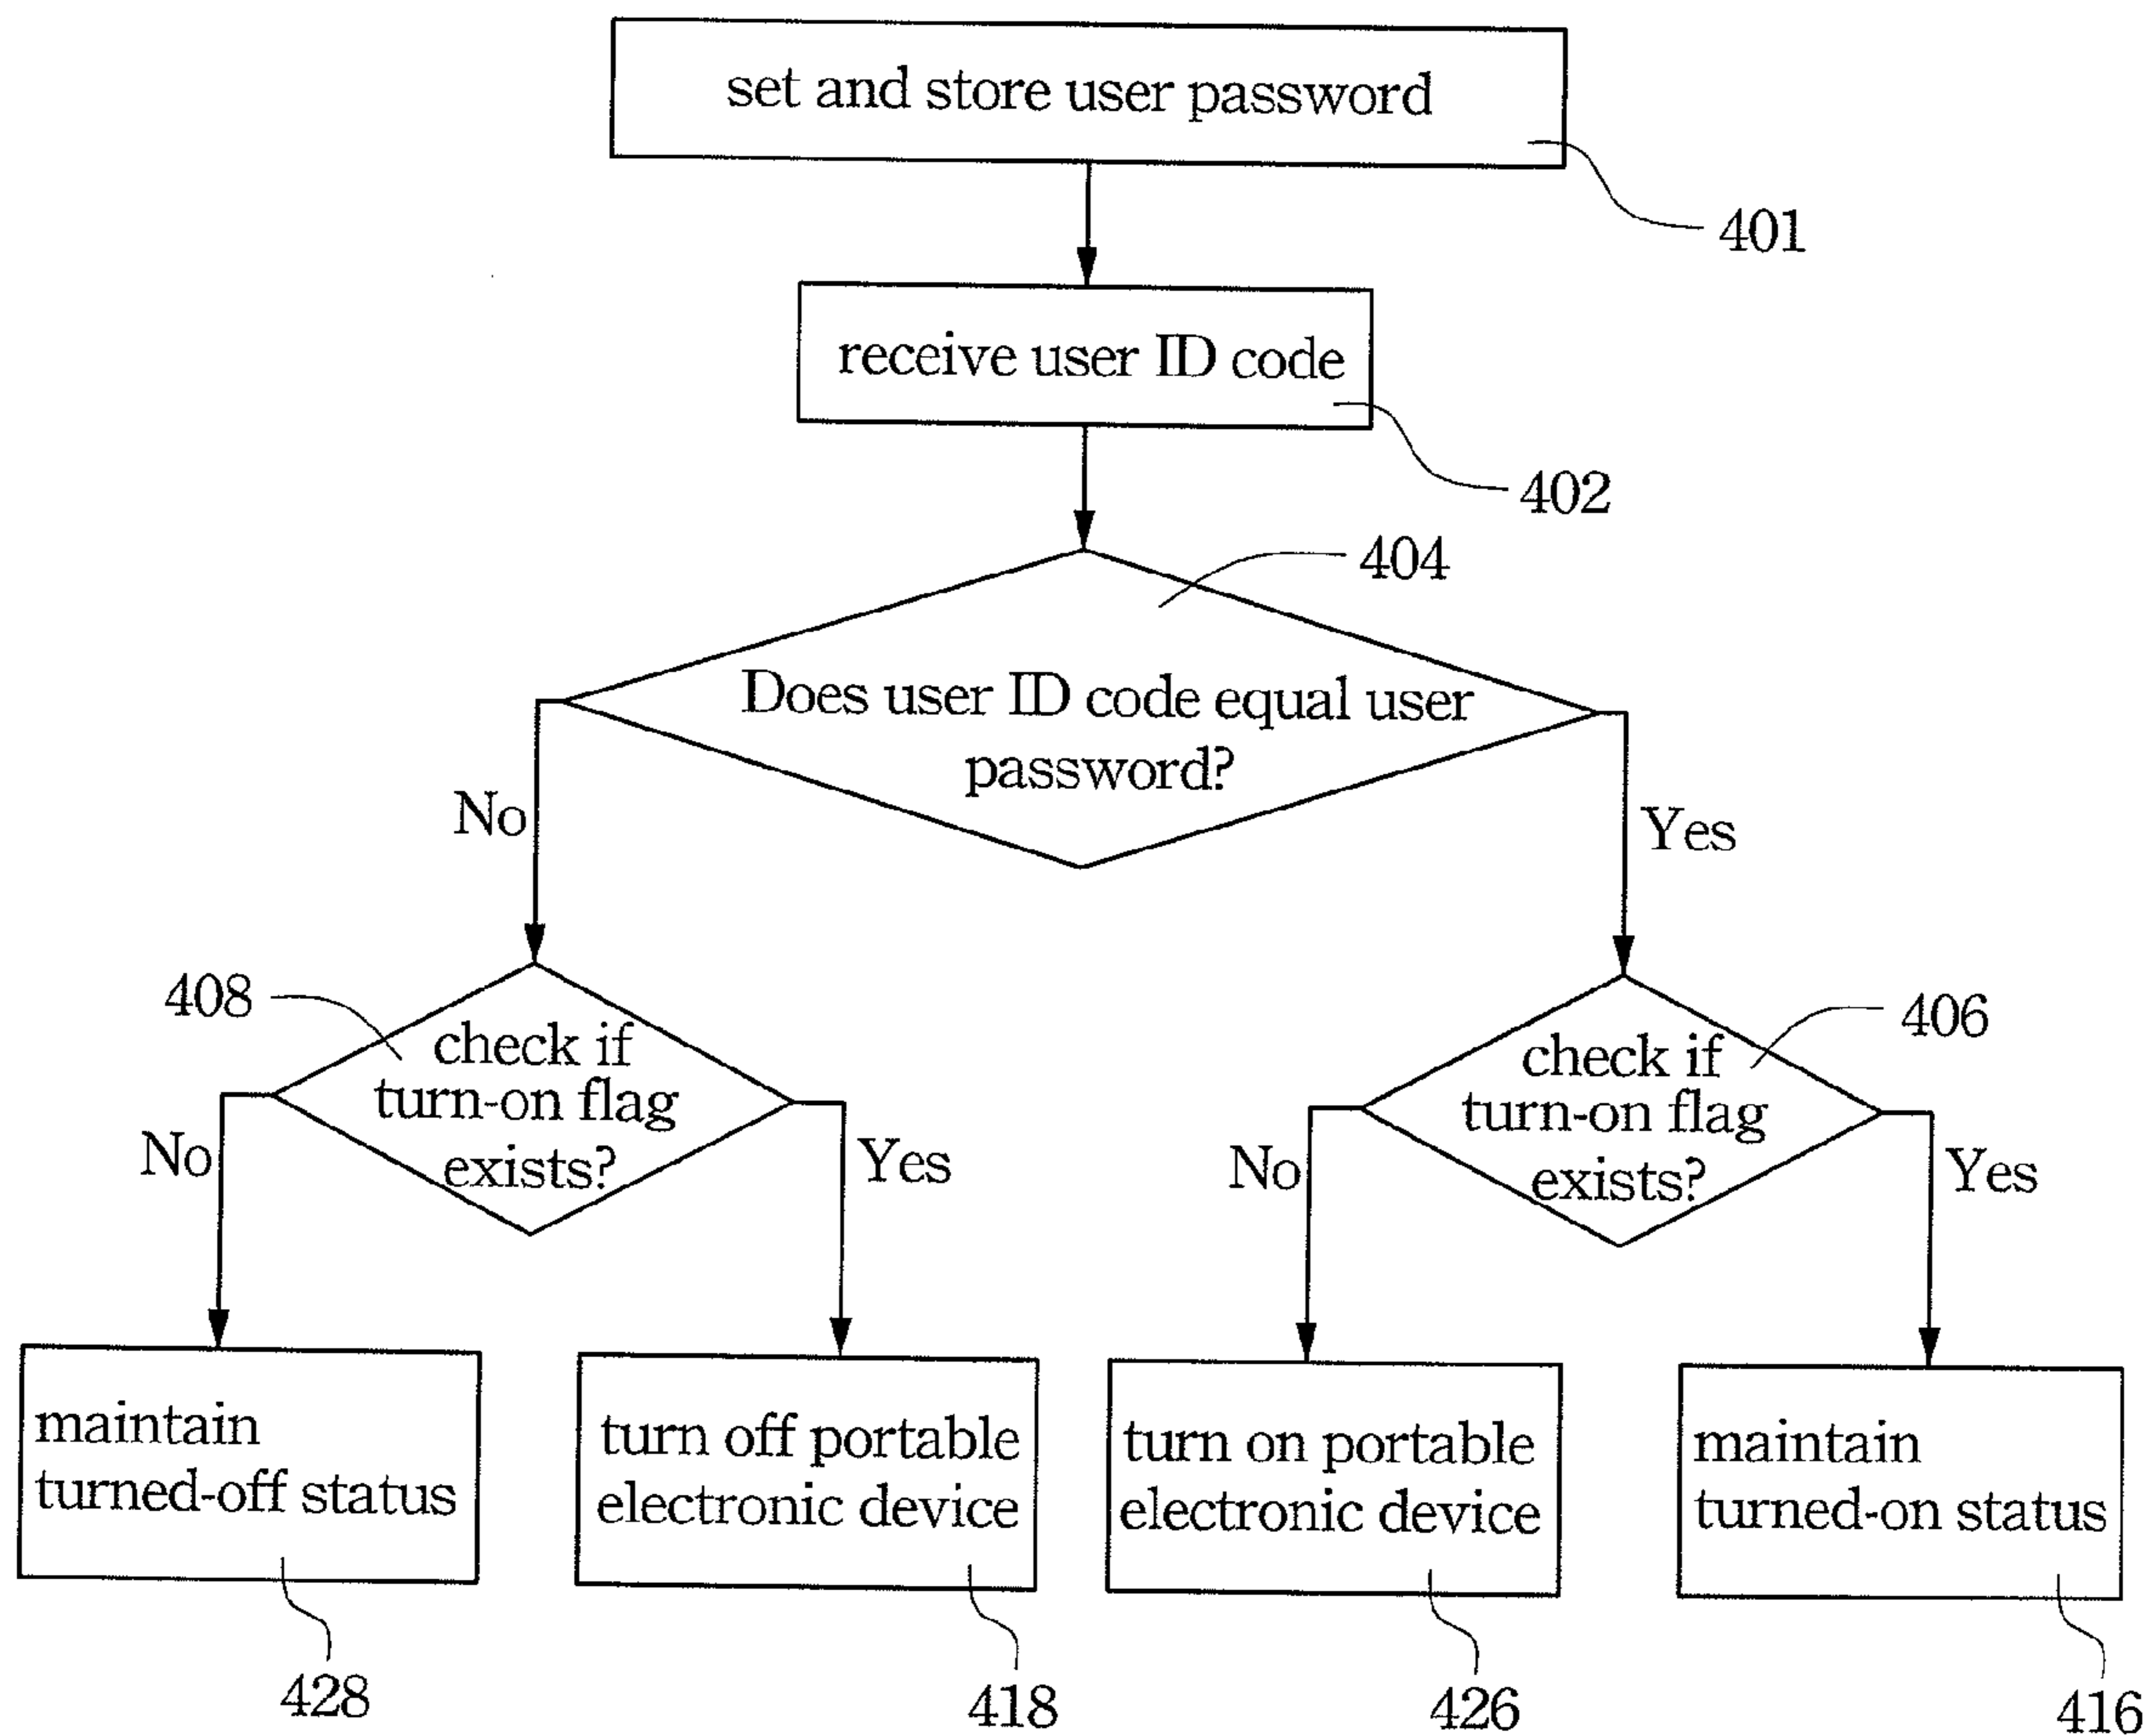 set and store user password
401
receive user ID code
402
404
Does user ID code equal user
password?
No
Yes
408
check if
turn-on flag
exists?
406
check if
turn-on flag
exists?
No
Yes
No
Yes
maintain
turned-off status
turn off portable
electronic device
turn on portable
electronic device
maintain
turned-on status
428
418
426
416